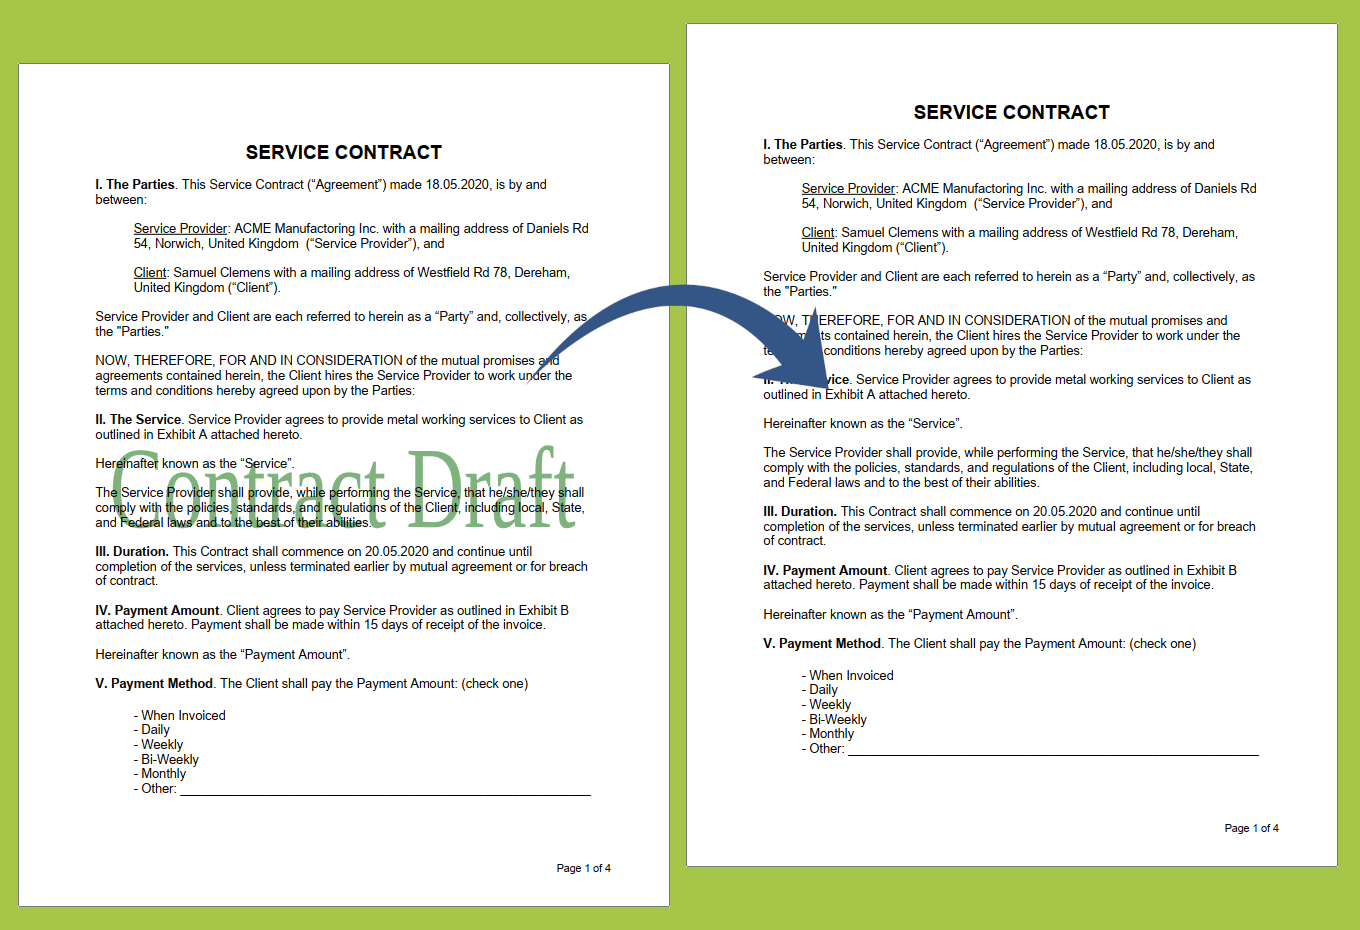 SERVICE CONTRACT
I. The Parties. This Service Contract (“Agreement”) made 18.05.2020, is by and
between:
Service Provider: ACME Manufactoring Inc. with a mailing address of Daniels Rd
54, Norwich, United Kingdom  (“Service Provider”), and
Client: Samuel Clemens with a mailing address of Westfield Rd 78, Dereham,
United Kingdom (“Client”).
Service Provider and Client are each referred to herein as a “Party” and, collectively, as
the "Parties."
NOW, THEREFORE, FOR AND IN CONSIDERATION of the mutual promises and
agreements contained herein, the Client hires the Service Provider to work under the
terms and conditions hereby agreed upon by the Parties:
II. The Service. Service Provider agrees to provide metal working services to Client as
outlined in Exhibit A attached hereto.
Hereinafter known as the “Service”.
Contract Draft
The Service Provider shall provide, while performing the Service, that he/she/they shall
comply with the policies, standards, and regulations of the Client, including local, State,
and Federal laws and to the best of their abilities.
III. Duration. This Contract shall commence on 20.05.2020 and continue until
completion of the services, unless terminated earlier by mutual agreement or for breach
of contract.
IV. Payment Amount. Client agrees to pay Service Provider as outlined in Exhibit B
attached hereto. Payment shall be made within 15 days of receipt of the invoice.
Hereinafter known as the “Payment Amount”.
V. Payment Method. The Client shall pay the Payment Amount: (check one)
- When Invoiced
- Daily
- Weekly
- Bi-Weekly
- Monthly
- Other:
Page 1 of 4
SERVICE CONTRACT
I. The Parties. This Service Contract (“Agreement”) made 18.05.2020, is by and
between:
Service Provider: ACME Manufactoring Inc. with a mailing address of Daniels Rd
54, Norwich, United Kingdom  (“Service Provider”), and
Client: Samuel Clemens with a mailing address of Westfield Rd 78, Dereham,
United Kingdom (“Client”).
Service Provider and Client are each referred to herein as a “Party” and, collectively, as
the "Parties."
THEREFORE, FOR AND IN CONSIDERATION of the mutual promises and
contained herein, the Client hires the Service Provider to work under the
conditions hereby agreed upon by the Parties:
Service Provider agrees to provide metal working services to Client as
outlined in Exhibit A attached hereto.
Hereinafter known as the “Service”.
The Service Provider shall provide, while performing the Service, that he/she/they shall
comply with the policies, standards, and regulations of the Client, including local, State,
and Federal laws and to the best of their abilities.
III. Duration. This Contract shall commence on 20.05.2020 and continue until
completion of the services, unless terminated earlier by mutual agreement or for breach
of contract.
IV. Payment Amount. Client agrees to pay Service Provider as outlined in Exhibit B
attached hereto. Payment shall be made within 15 days of receipt of the invoice.
Hereinafter known as the “Payment Amount”.
V. Payment Method. The Client shall pay the Payment Amount: (check one)
- When Invoiced
- Daily
- Weekly
- Bi-Weekly
- Monthly
- Other:
Page 1 of 4